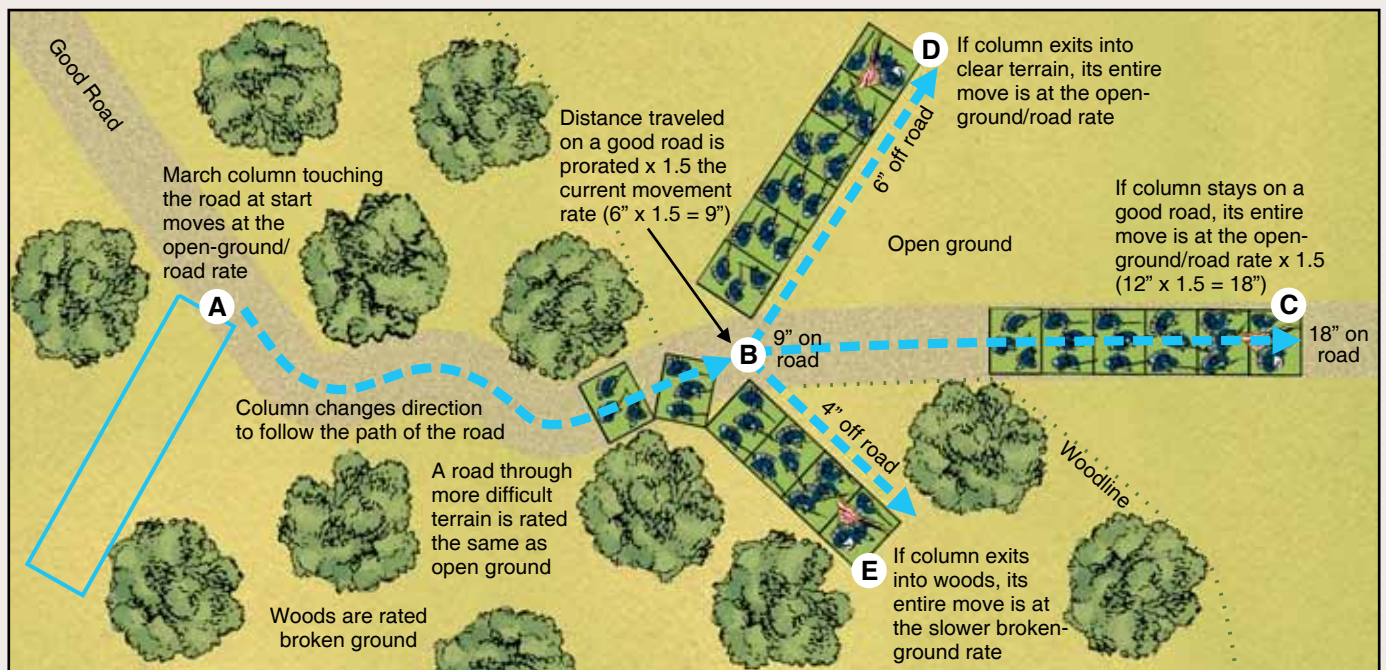 Good Road
March column touching
the road at start
moves at the
open-ground/
road rate
A
Column changes direction
to follow the path of the road
A road through
more difficult
terrain is rated
the same as
open ground
Woods are rated
broken ground
Distance traveled
on a good road is
prorated x 1.5 the
current movement
rate (6” x 1.5 = 9”)
B
9” on
road
6” off road
D
If column exits into
clear terrain, its entire
move is at the open-
ground/road rate
Open ground
If column stays on a
good road, its entire
move is at the open-
ground/road rate x 1.5
(12” x 1.5 = 18”)
C
18” on
road
4” off road
Woodline
E
If column exits
into woods, its
entire move is at
the slower broken-
ground rate